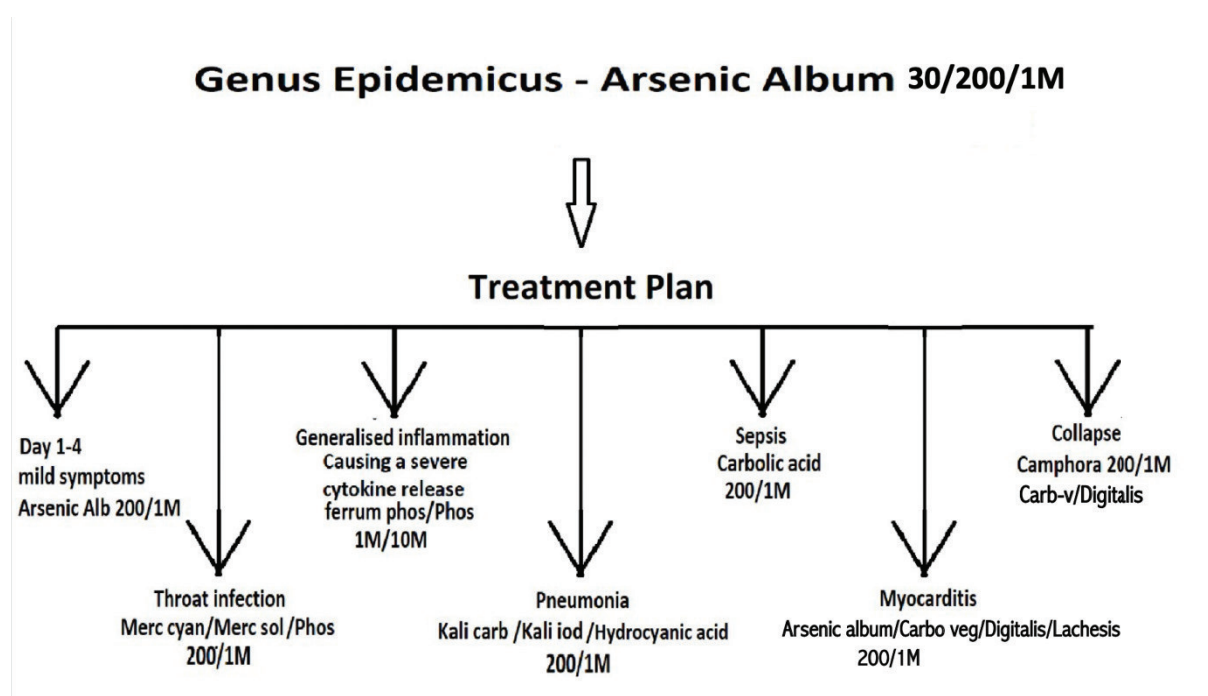 Genus Epidemicus - Arsenic Album 30/200/1M
Treatment Plan
Day 1-4
mild symptoms
Arsenic Alb 200/1M
Throat infection
Merc cyan/Merc sol/Phos
200/1M
Generalised inflammation
Causing a severe
cytokine release
ferrum phos/Phos
1M/10M
Pneumonia
Kali carb/Kali iod/Hydrocyanic acid
200/1M
Sepsis
Carbolic acid
200/1M
Myocarditis
Arsenic album/Carbo veg/Digitalis/Lachesis
200/1M
Collapse
Camphora 200/1M
Carb-v/Digitalis